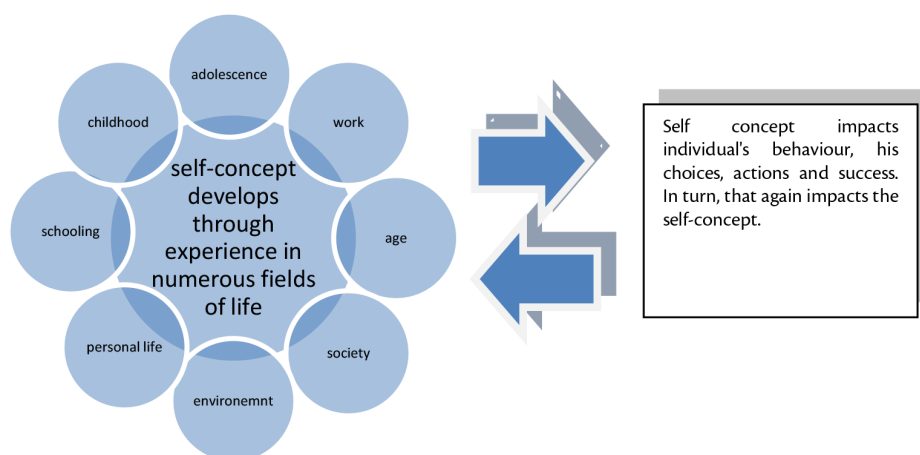 adolescence
work
age
society
environemnt
personal life
schooling
childhood
self-concept
develops
through
experience in
numerous fields
of life
Self concept impacts
individual's behaviour, his
choices, actions and success.
In turn, that again impacts the
self-concept.